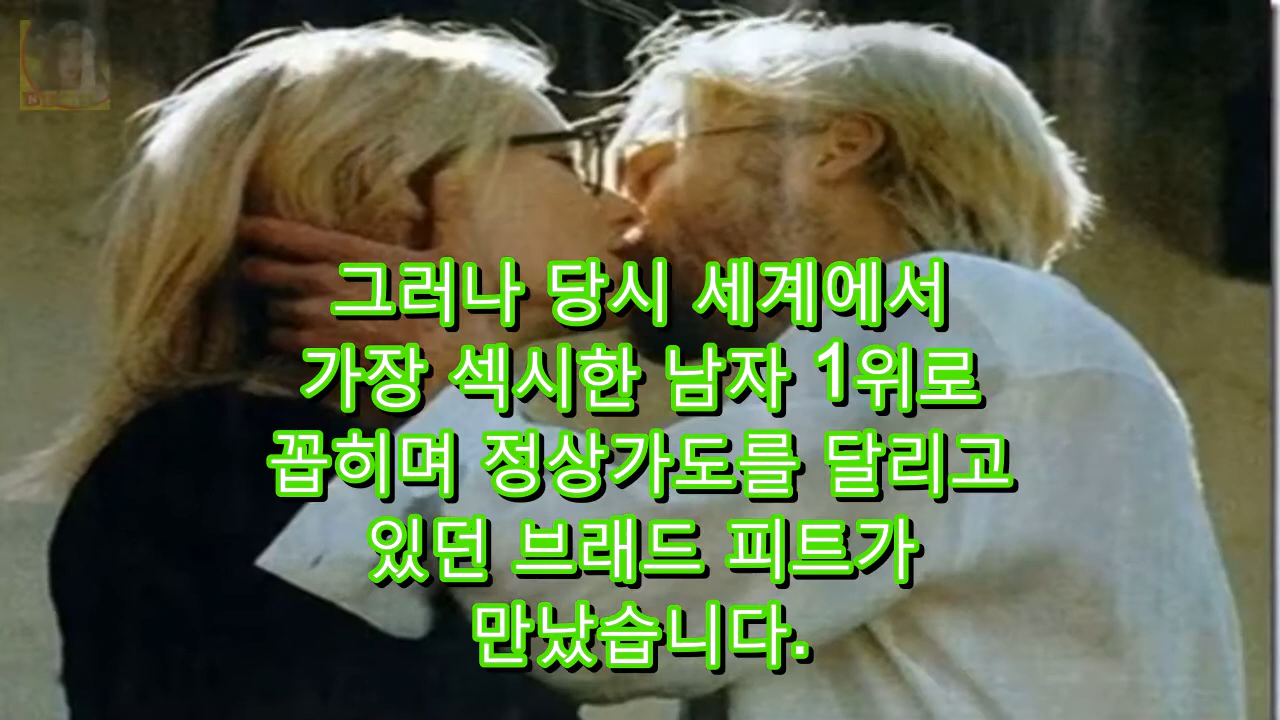 그러나 당시 세계에서
가장 섹시한 남자 1위로
꼽히며 정상가도를 달리고
있던 브래드 피트가
만났습니다.